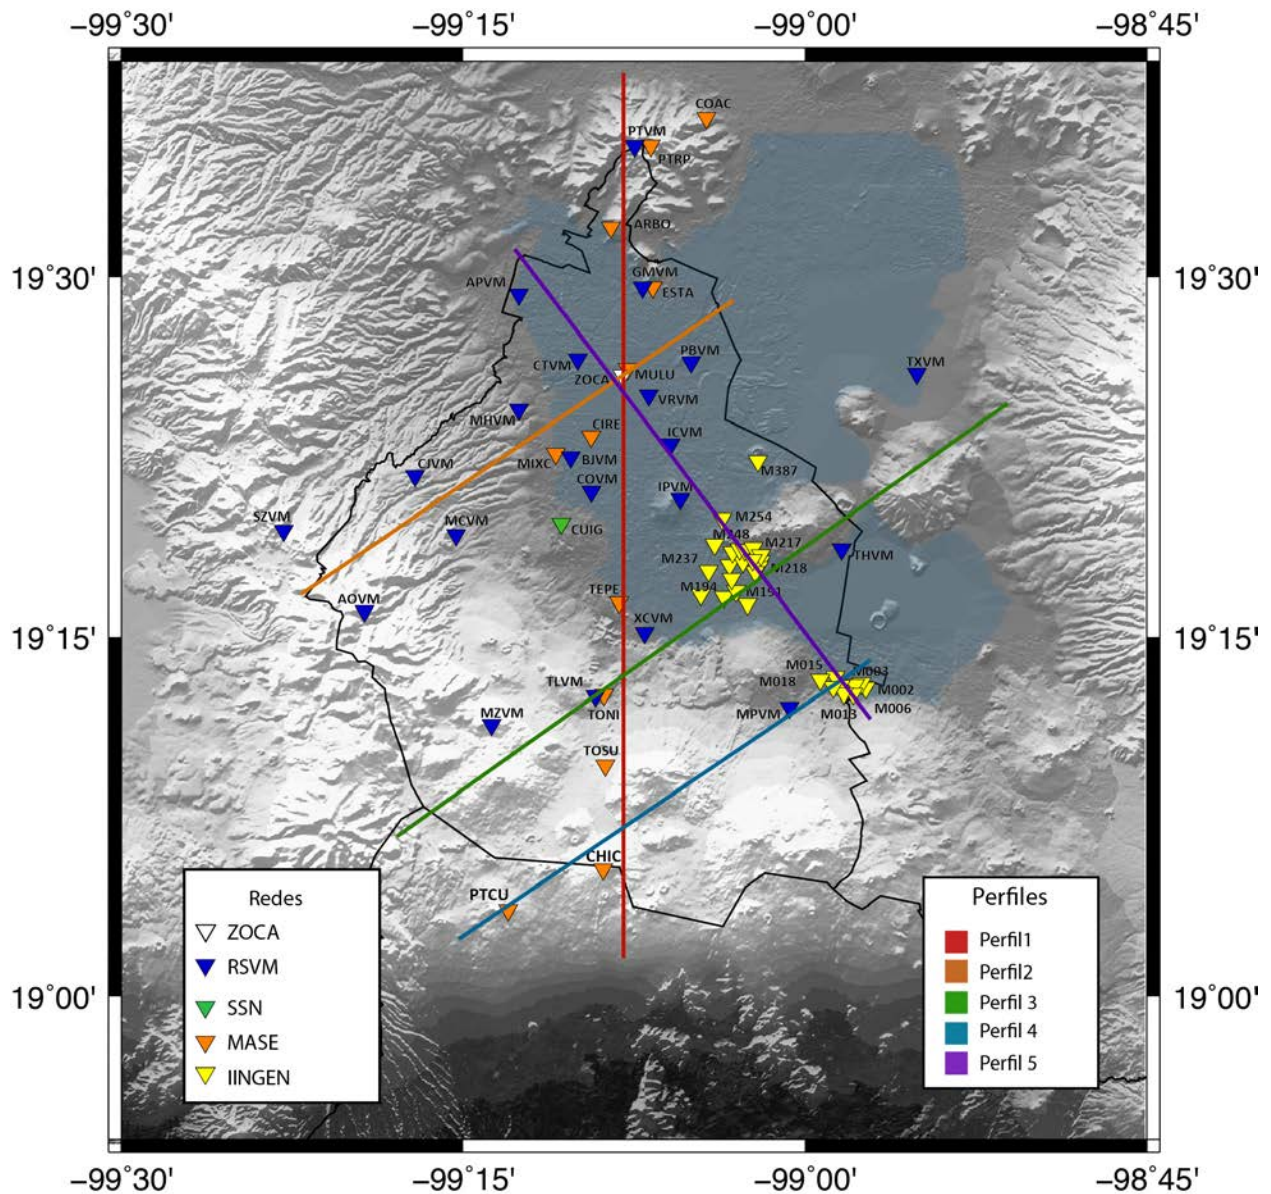 −99˚30' −99˚15' −99˚00' −98˚45'
COAC
PTVM
PTRP
ARBO
19˚30' 19˚30'
GMVM
APVM
ESTA
PBVM
CTVM
TXVM
ZOCA
MULU
VRVM
MHVM
CIRE
ICVM
MIXC
BJVM
CJVM
M387
COVM
IPVM
SZVM
MCVM
CUIG
M254
M248
M217
M237
THVM
M218
TEPE
M194
M191
AOVM
XCVM
19˚15' 19˚15'
M015
M003
TLVM
M018
M002
MZVM
TONI
MPVM
M013
M006
TOSU
CHIC
PTCU
Redes
ZOCA
RSVM
SSN
MASE
IINGEN
Perfiles
Perfil1
Perfil2
Perfil 3
Perfil 4
Perfil 5
19˚00' 19˚00'
−99˚30' −99˚15' −99˚00' −98˚45'